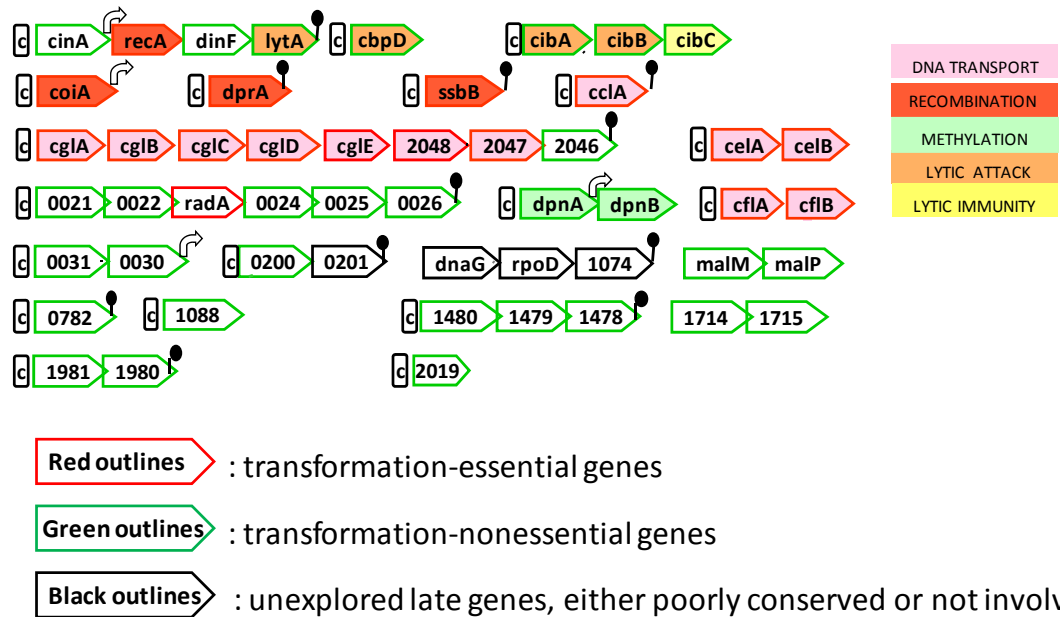 c cinA recA dinF lytA c cbpD c cibA cibB cibC
DNA TRANSPORT
c coiA c dprA c ssbB c cclA
RECOMBINATION
c cglA cglB cglC cglD cglE 2048 2047 2046 c celA celB
METHYLATION
LYTIC ATTACK
c 0021 0022 radA 0024 0025 0026 c dpnA dpnB c cflA cflB
LYTIC IMMUNITY
c 0031 0030 c 0200 0201 dnaG rpoD 1074 malM malP
c 0782 c 1088 c 1480 1479 1478 1714 1715
c 1981 1980 c 2019
Red outlines : transformation-essential genes
Green outlines : transformation-nonessential genes
Black outlines : unexplored late genes, either poorly conserved or not involv